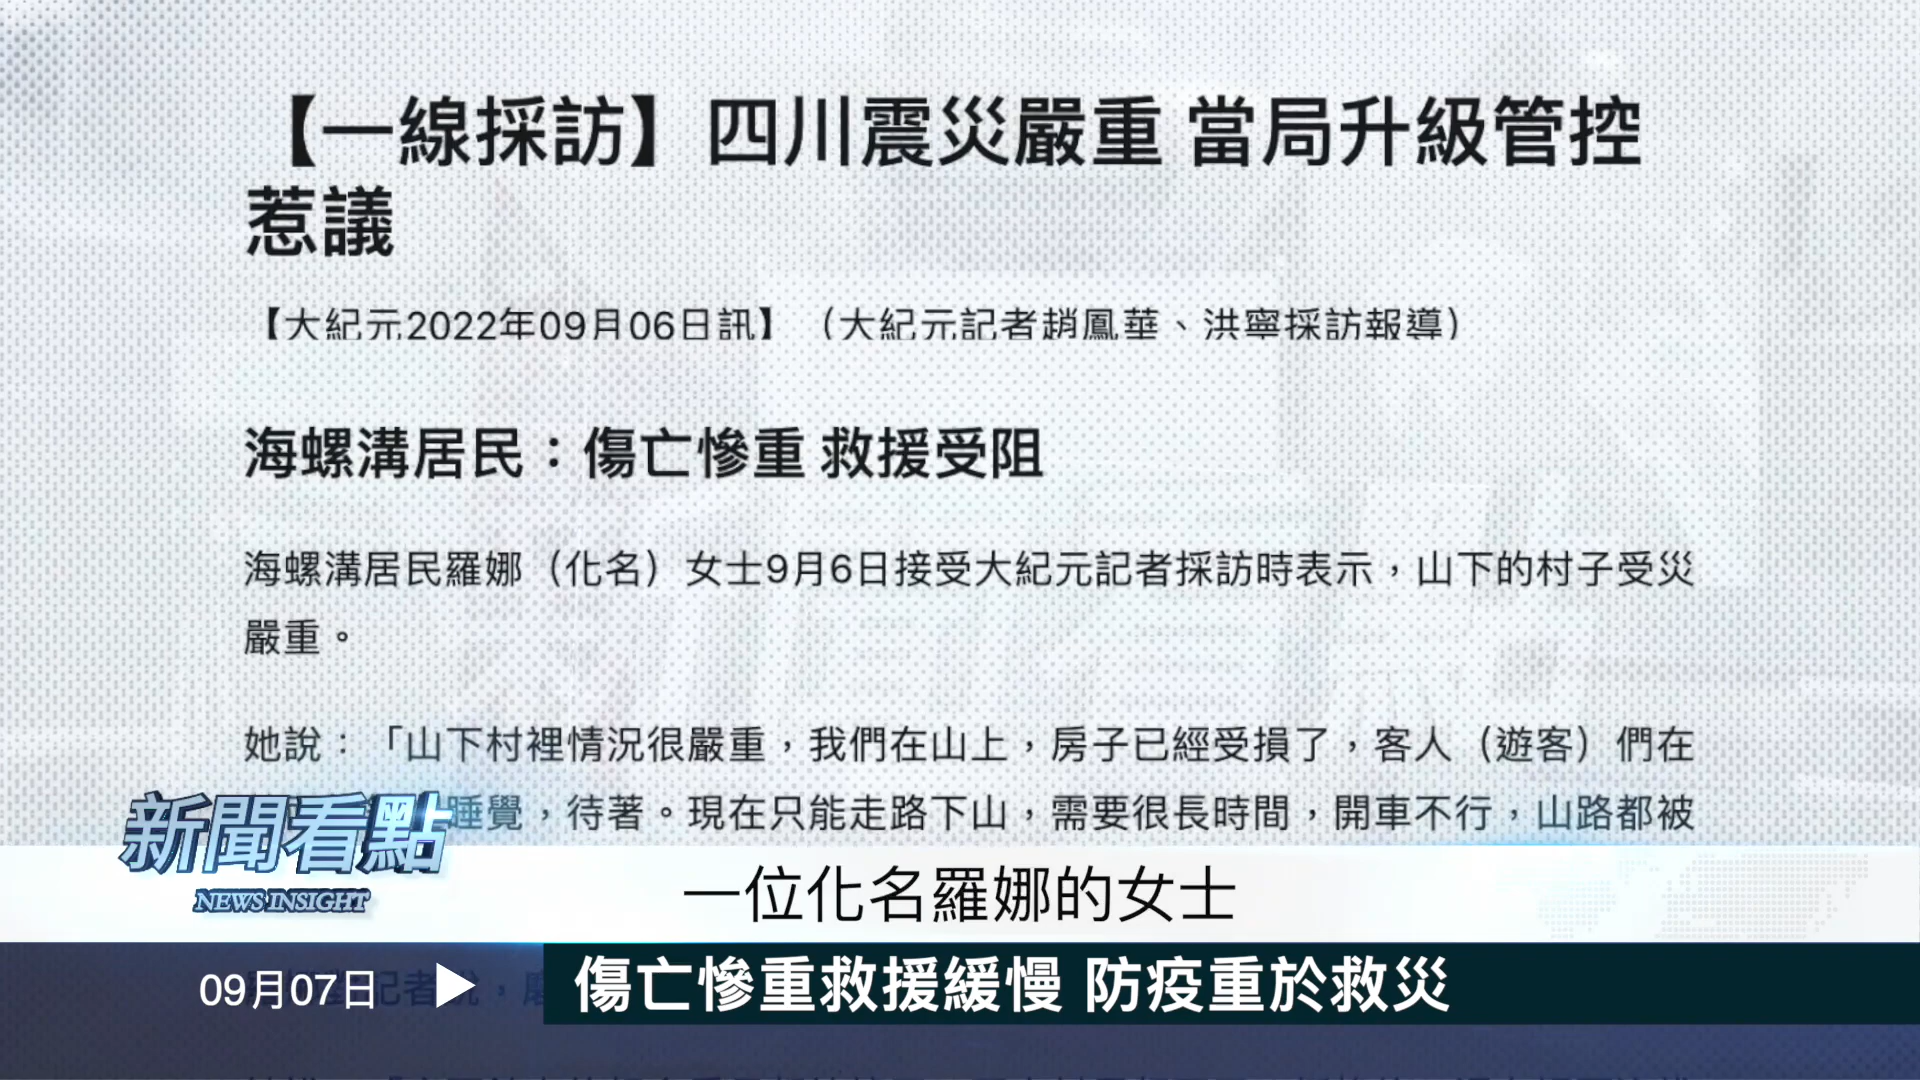 【一線採訪】四川震災嚴重 當局升級管控
惹議
【大紀元2022年09月06日訊】（大紀元記者趙鳳華、洪寧採訪報導）
海螺溝居民：傷亡慘重 救援受阻
海螺溝居民羅娜（化名）女士9月6日接受大紀元記者採訪時表示，山下的村子受災
嚴重。
她說：「山下村裡情況很嚴重，我們在山上，房子已經受損了，客人（遊客）們在
睡覺，待著。現在只能走路下山，需要很長時間，開車不行，山路都被
新聞看點
NEWS INSIGHT
一位化名羅娜的女士
09月07日
傷亡慘重救援緩慢 防疫重於救災